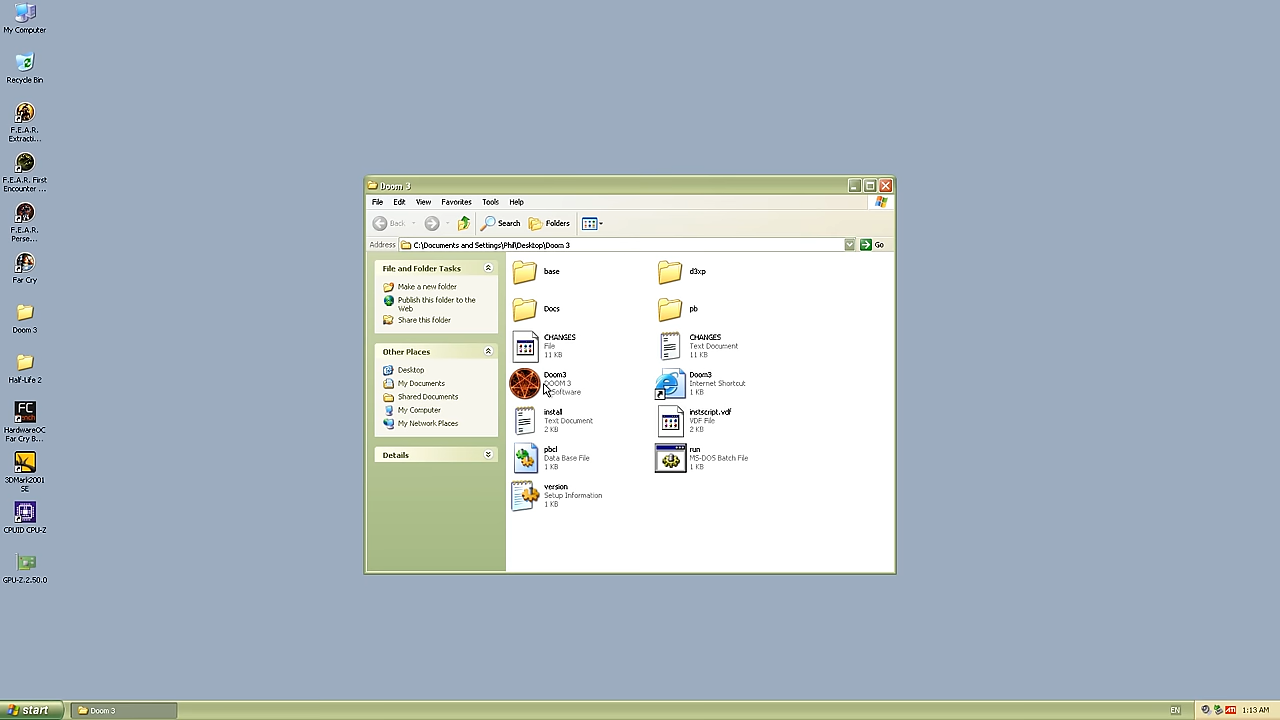 My Computer
Recycle Bin
F.E.A.R.
Extracti...
F.E.A.R. First
Encounter ...
F.E.A.R.
Perse...
Far Cry
Doom 3
Half-Life 2
FC
HardwareOC
Far Cry B...
3DMark2001
SE
CPUID CPU-Z
GPU-Z.2.50.0
Doom 3
File Edit View Favorites Tools Help
Back Search Folders
Address C:\Documents and Settings\Phil\Desktop\Doom 3 Go
File and Folder Tasks
Make a new folder
Publish this folder to the
Web
Share this folder
Other Places
Desktop
My Documents
Shared Documents
My Computer
My Network Places
Details
base
d3xp
Docs
pb
CHANGES
File
11 KB
CHANGES
Text Document
11 KB
Doom3
DOOM 3
Software
Doom3
Internet Shortcut
1 KB
install
Text Document
2 KB
instscript.vdf
VDF File
2 KB
pbcl
Data Base File
1 KB
run
MS-DOS Batch File
1 KB
version
Setup Information
1 KB
start
Doom 3
EN
ATI
1:13 AM